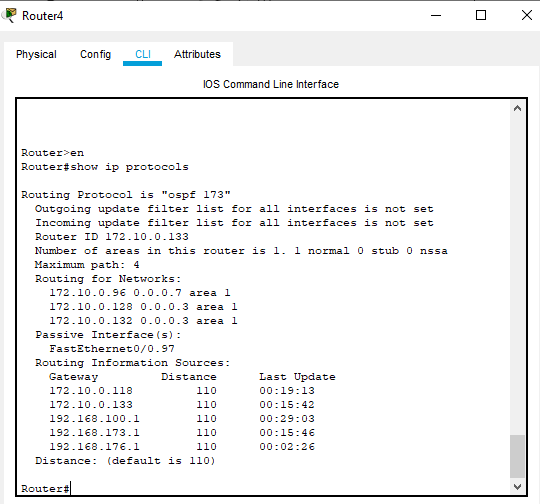 Router4
Physical Config CLI Attributes
IOS Command Line Interface
Router>en
Router#show ip protocols
Routing Protocol is "ospf 173"
Outgoing update filter list for all interfaces is not set
Incoming update filter list for all interfaces is not set
Router ID 172.10.0.133
Number of areas in this router is 1. 1 normal 0 stub 0 nssa
Maximum path: 4
Routing for Networks:
172.10.0.96 0.0.0.7 area 1
172.10.0.128 0.0.0.3 area 1
172.10.0.132 0.0.0.3 area 1
Passive Interface(s):
FastEthernet0/0.97
Routing Information Sources:
Gateway Distance Last Update
172.10.0.118 110 00:19:13
172.10.0.133 110 00:15:42
192.168.100.1 110 00:29:03
192.168.173.1 110 00:15:46
192.168.176.1 110 00:02:26
Distance: (default is 110)
Router#